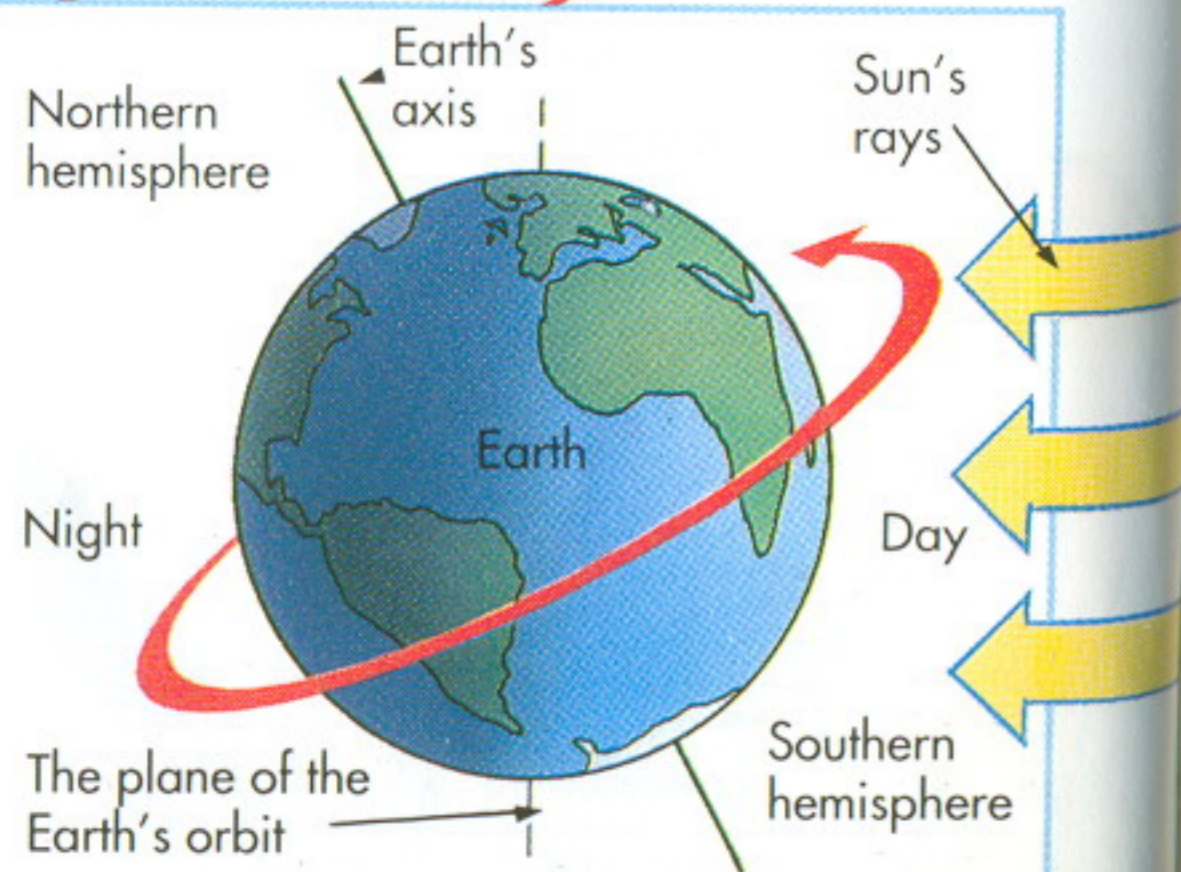 Earth's
axis
Sun's
rays
Northern
hemisphere
Earth
Night
Day
The plane of the
Earth's orbit
Southern
hemisphere